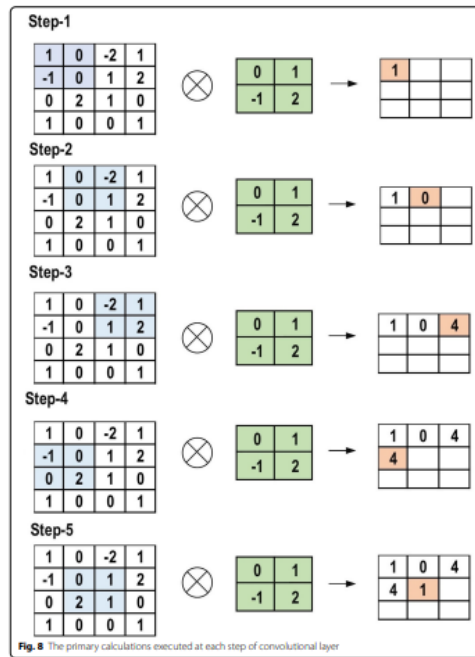 Step-1
1 0 -2 1
-1 0 1 2
0 2 1 0
1 0 0 1
0 1
-1 2
1
Step-2
1 0 -2 1
-1 0 1 2
0 2 1 0
1 0 0 1
0 1
-1 2
1 0
Step-3
1 0 -2 1
-1 0 1 2
0 2 1 0
1 0 0 1
0 1
-1 2
1 0 4
Step-4
1 0 -2 1
-1 0 1 2
0 2 1 0
1 0 0 1
0 1
-1 2
1 0 4
4
Step-5
1 0 -2 1
-1 0 1 2
0 2 1 0
1 0 0 1
0 1
-1 2
1 0 4
4 1
Fig. 8 The primary calculations executed at each step of convolutional layer